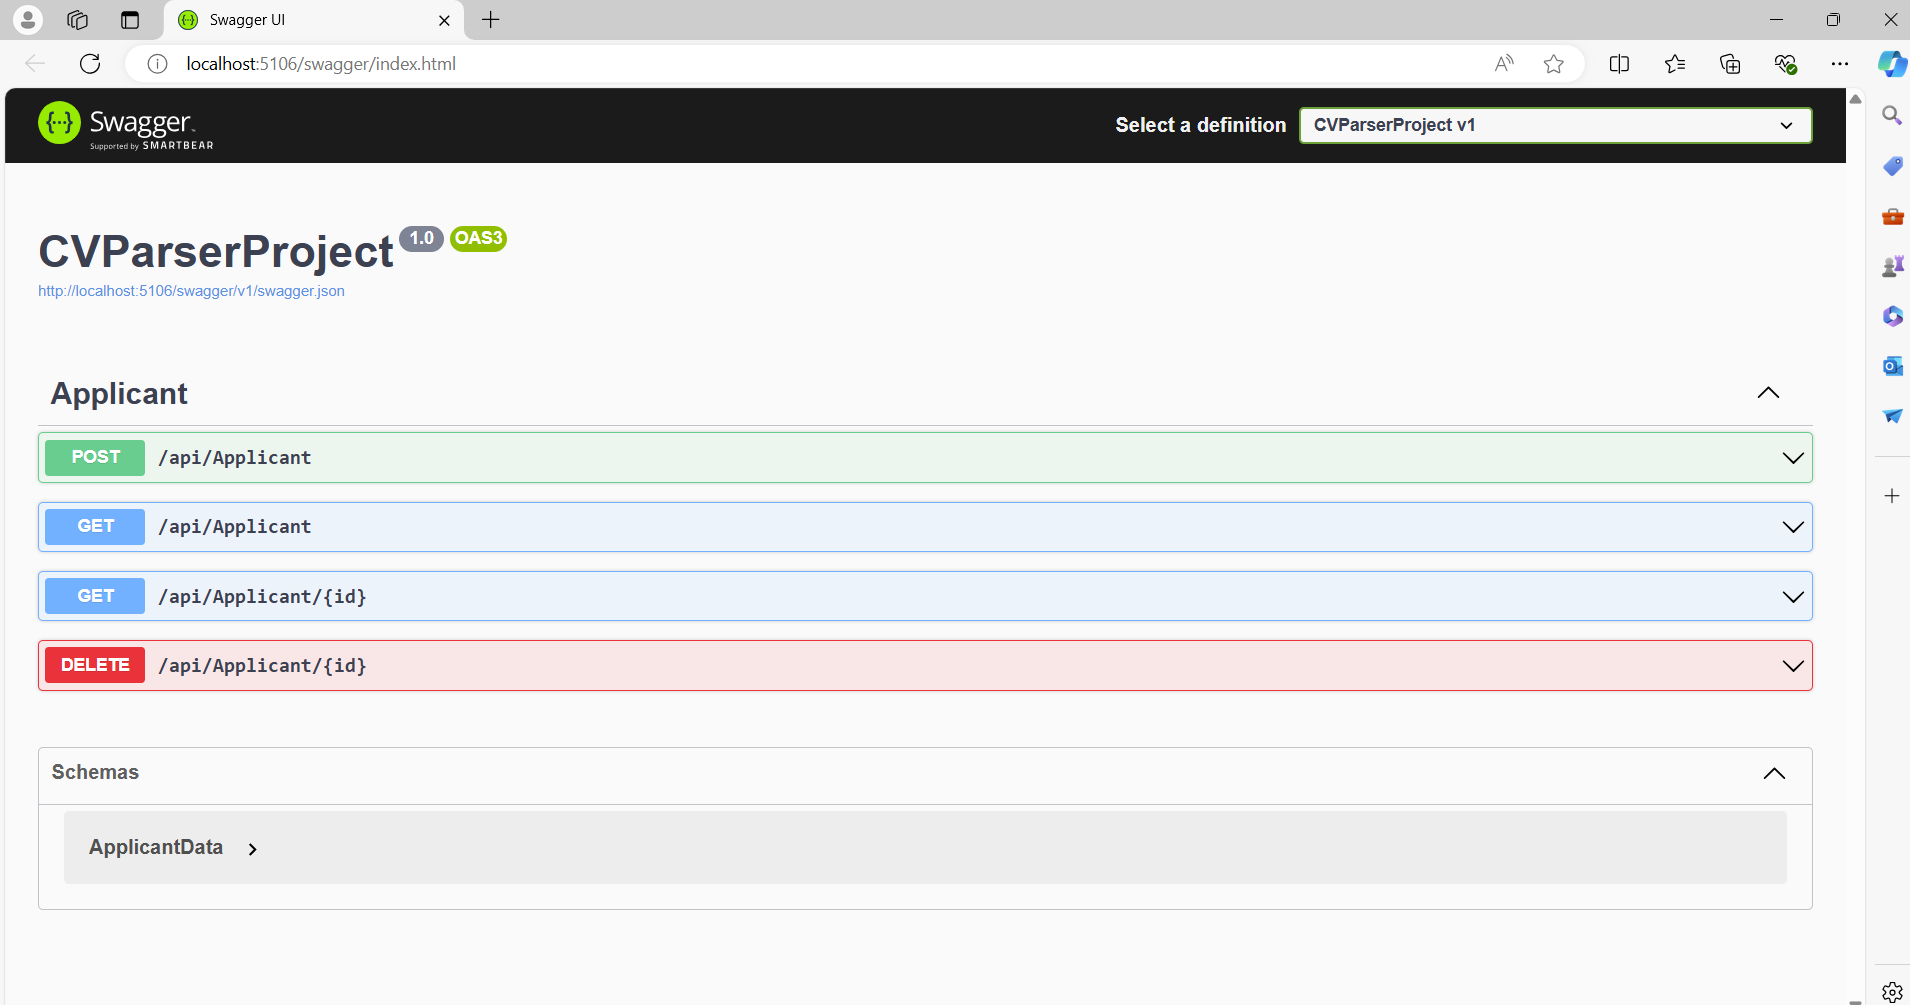 Swagger UI
localhost:5106/swagger/index.html
Swagger
Supported by SMARTBEAR
Select a definition
CVParserProject v1
CVParserProject 1.0 OAS3
http://localhost:5106/swagger/v1/swagger.json
Applicant
POST /api/Applicant
GET /api/Applicant
GET /api/Applicant/{id}
DELETE /api/Applicant/{id}
Schemas
ApplicantData